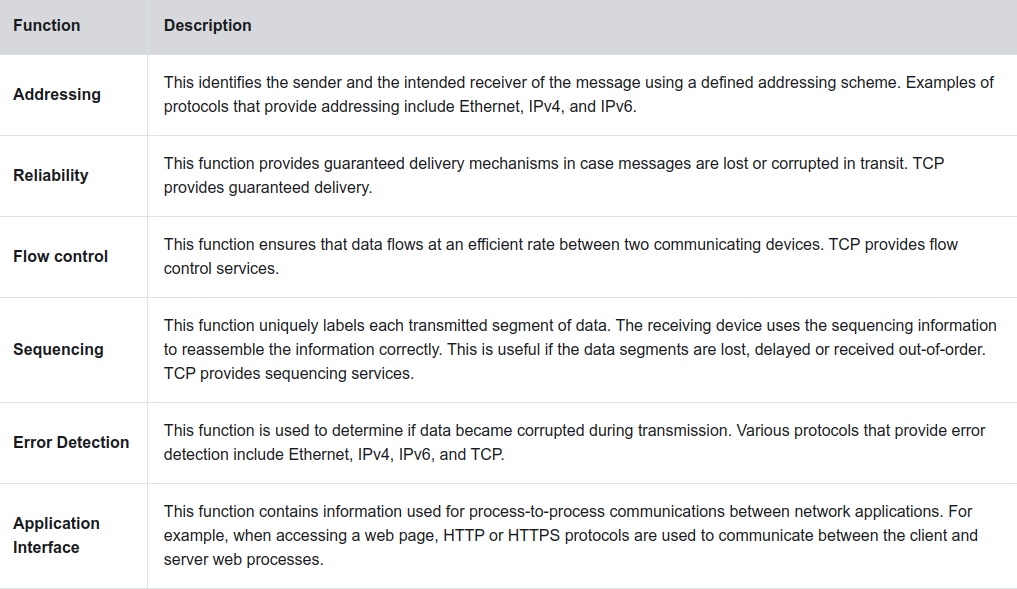 Function Description
Addressing
This identifies the sender and the intended receiver of the message using a defined addressing scheme. Examples of
protocols that provide addressing include Ethernet, IPv4, and IPv6.
Reliability
This function provides guaranteed delivery mechanisms in case messages are lost or corrupted in transit. TCP
provides guaranteed delivery.
Flow control
This function ensures that data flows at an efficient rate between two communicating devices. TCP provides flow
control services.
Sequencing
This function uniquely labels each transmitted segment of data. The receiving device uses the sequencing information
to reassemble the information correctly. This is useful if the data segments are lost, delayed or received out-of-order.
TCP provides sequencing services.
Error Detection
This function is used to determine if data became corrupted during transmission. Various protocols that provide error
detection include Ethernet, IPv4, IPv6, and TCP.
Application
Interface
This function contains information used for process-to-process communications between network applications. For
example, when accessing a web page, HTTP or HTTPS protocols are used to communicate between the client and
server web processes.